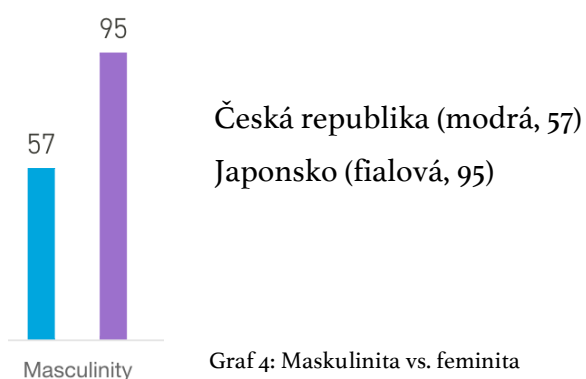 95
57
Česká republika (modrá, 57)
Japonsko (fialová, 95)
Masculinity
Graf 4: Maskulinita vs. feminita